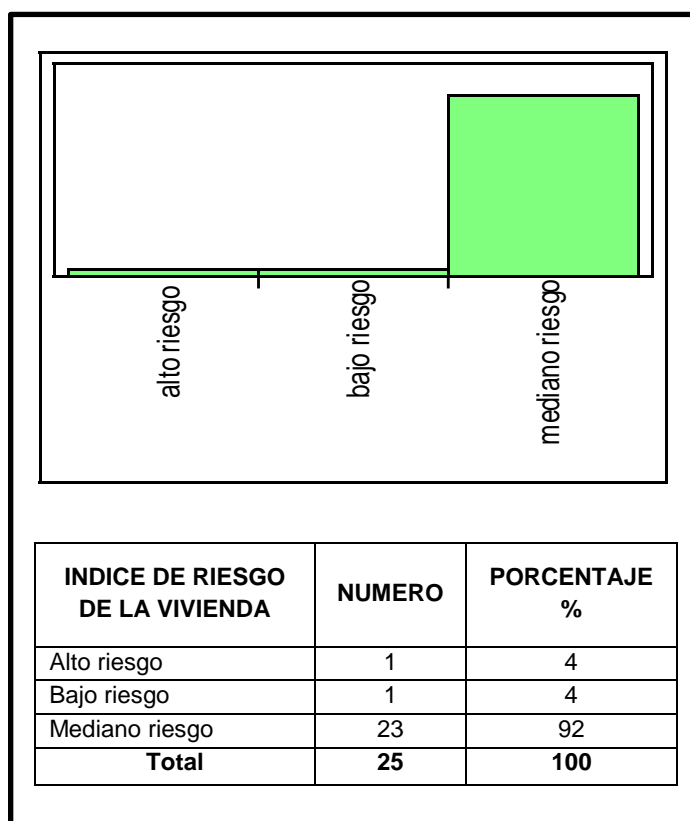 alto riesgo
bajo riesgo
mediano riesgo
INDICE DE RIESGO
DE LA VIVIENDA
NUMERO
PORCENTAJE
%
Alto riesgo 1 4
Bajo riesgo 1 4
Mediano riesgo 23 92
Total 25 100